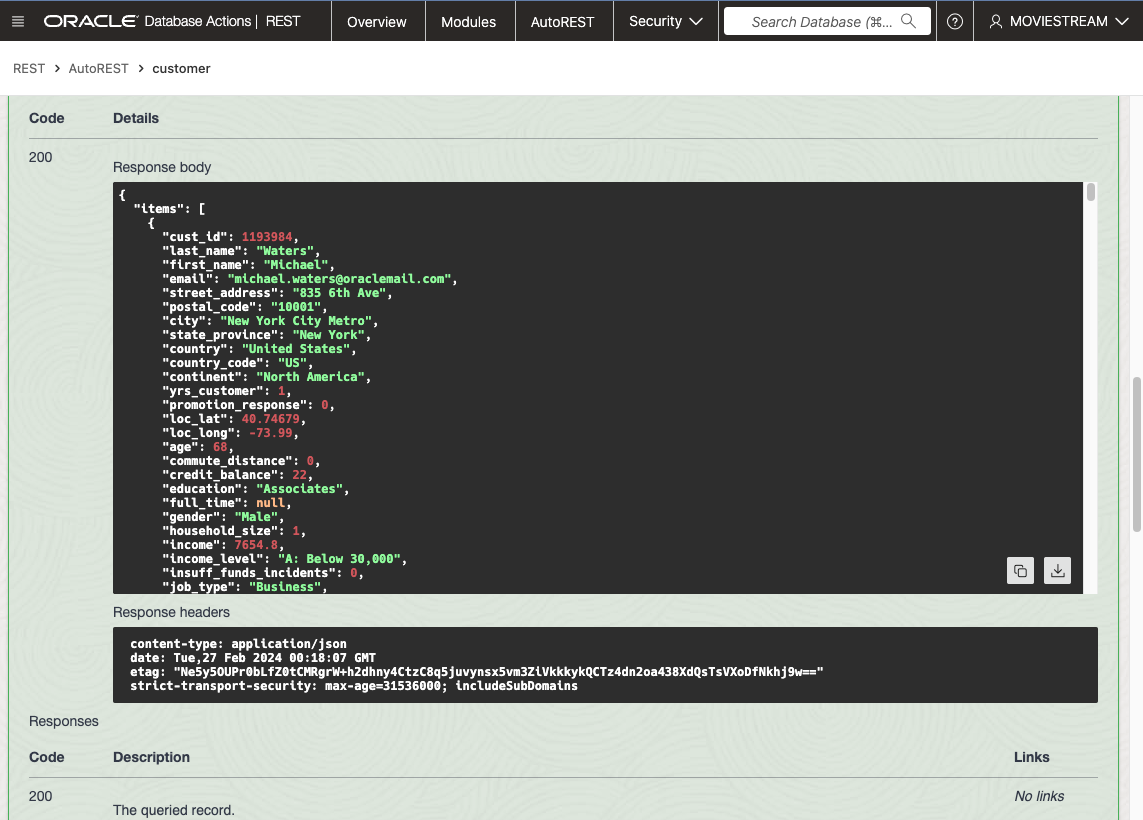 ORACLE Database Actions | REST Overview Modules AutoREST Security Search Database (⌘... MOVIESTREAM
REST > AutoREST > customer
Code Details
200
Response body
{
"items": [
{
"cust_id": 1193984,
"last_name": "Waters",
"first_name": "Michael",
"email": "michael.waters@oraclemail.com",
"street_address": "835 6th Ave",
"postal_code": "10001",
"city": "New York City Metro",
"state_province": "New York",
"country": "United States",
"country_code": "US",
"continent": "North America",
"yrs_customer": 1,
"promotion_response": 0,
"loc_lat": 40.74679,
"loc_long": -73.99,
"age": 68,
"commute_distance": 0,
"credit_balance": 22,
"education": "Associates",
"full_time": null,
"gender": "Male",
"household_size": 1,
"income": 7654.8,
"income_level": "A: Below 30,000",
"insuff_funds_incidents": 0,
"job_type": "Business",
Response headers
content-type: application/json
date: Tue,27 Feb 2024 00:18:07 GMT
etag: "Ne5y5OUPr0bLfZ0tCMRgrW+h2dhny4CtzC8q5juvynsx5vm3ZiVkkkykQCTz4dn2oa438XdQsTsVXoDfNkhj9w=="
strict-transport-security: max-age=31536000; includeSubDomains
Responses
Code Description Links
200 No links
The queried record.